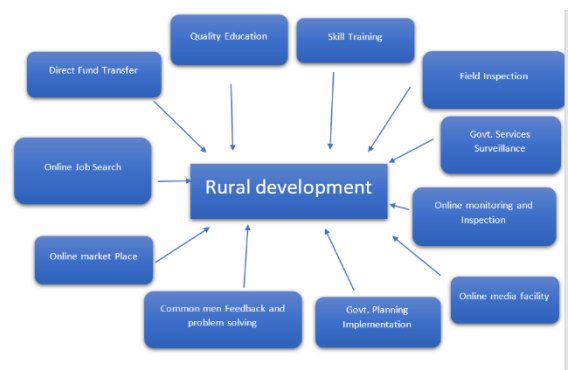 Quality Education
Skill Training
Direct Fund Transfer
Field Inspection
Govt. Services
Surveillance
Online Job Search
Rural development
Online monitoring and
Inspection
Online market Place
Online media facility
Common men Feedback and
problem solving
Govt. Planning
Implementation